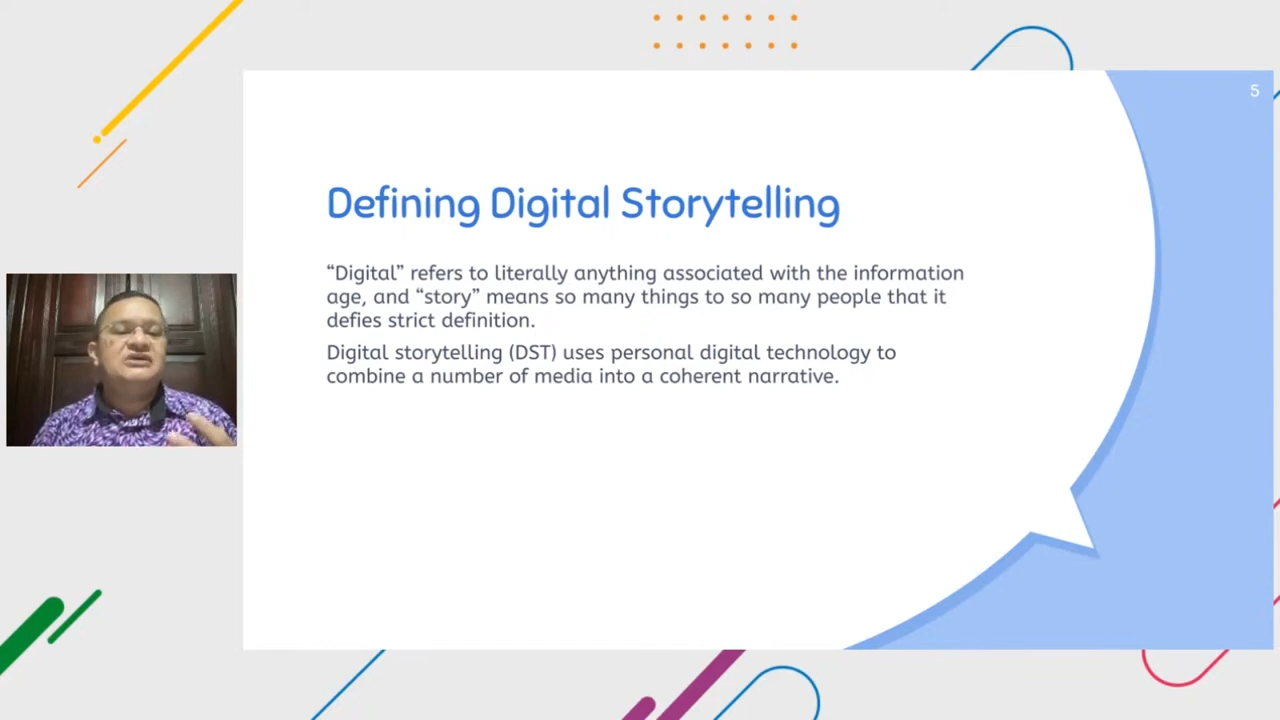 5
Defining Digital Storytelling
“Digital” refers to literally anything associated with the information
age, and “story” means so many things to so many people that it
defies strict definition.
Digital storytelling (DST) uses personal digital technology to
combine a number of media into a coherent narrative.